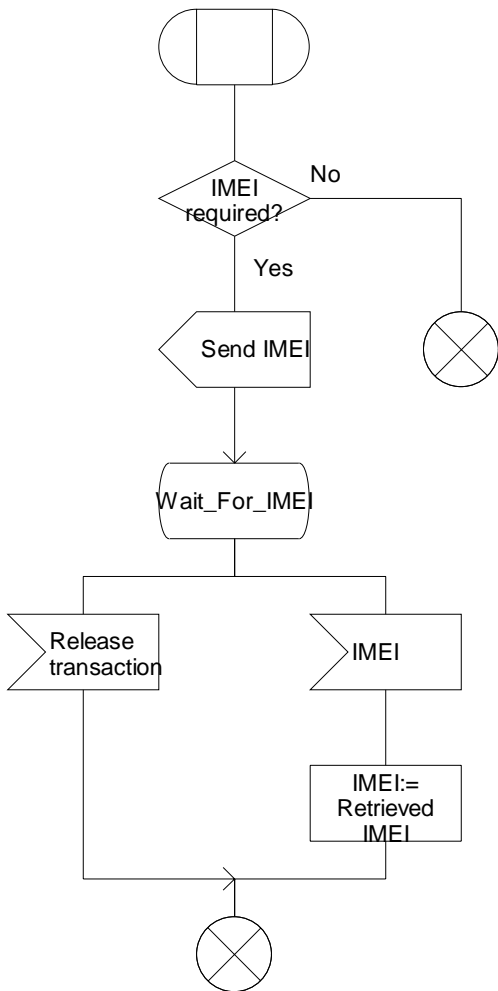 IMEI
required?
No
Yes
Send IMEI
Wait_For_IMEI
Release
transaction
IMEI
IMEI:=
Retrieved
IMEI